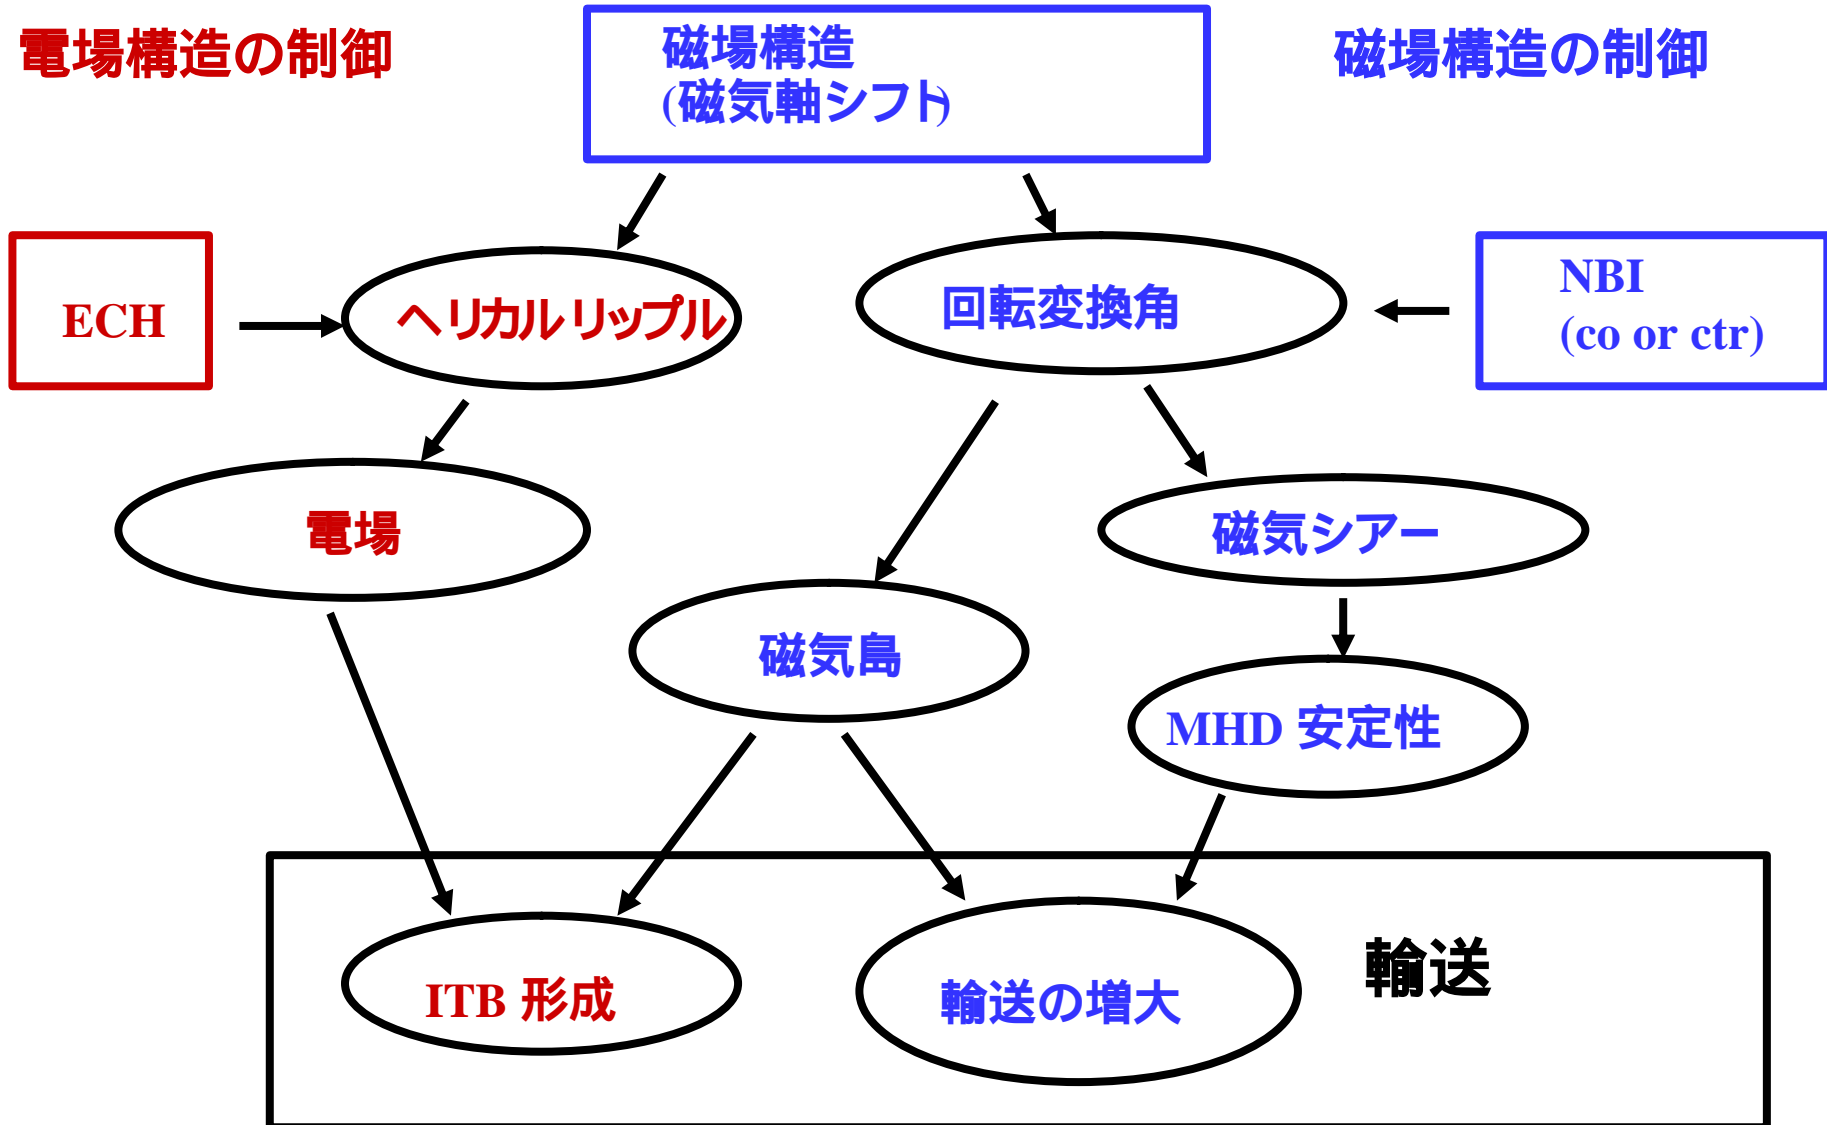 電場構造の制御
磁場構造
(磁気軸シフト)
磁場構造の制御
ECH
ヘリカルリップル
回転変換角
NBI
(co or ctr)
電場
磁気シアー
磁気島
MHD 安定性
ITB 形成
輸送の増大
輸送